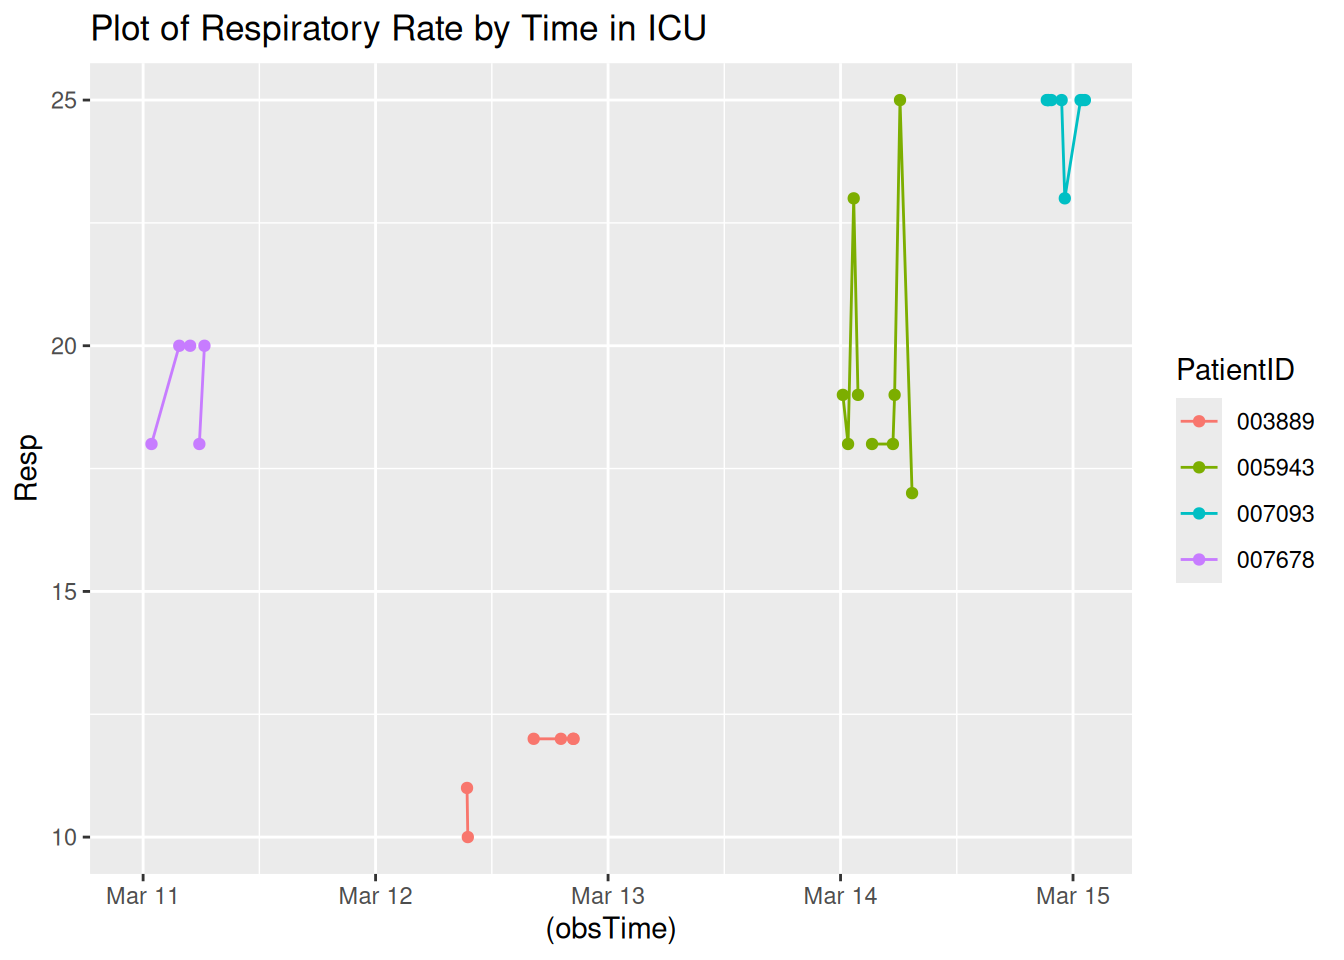 Plot of Respiratory Rate by Time in ICU
25
20
15
10
Resp
Mar 11
Mar 12
Mar 13
Mar 14
Mar 15
(obsTime)
PatientID
003889
005943
007093
007678